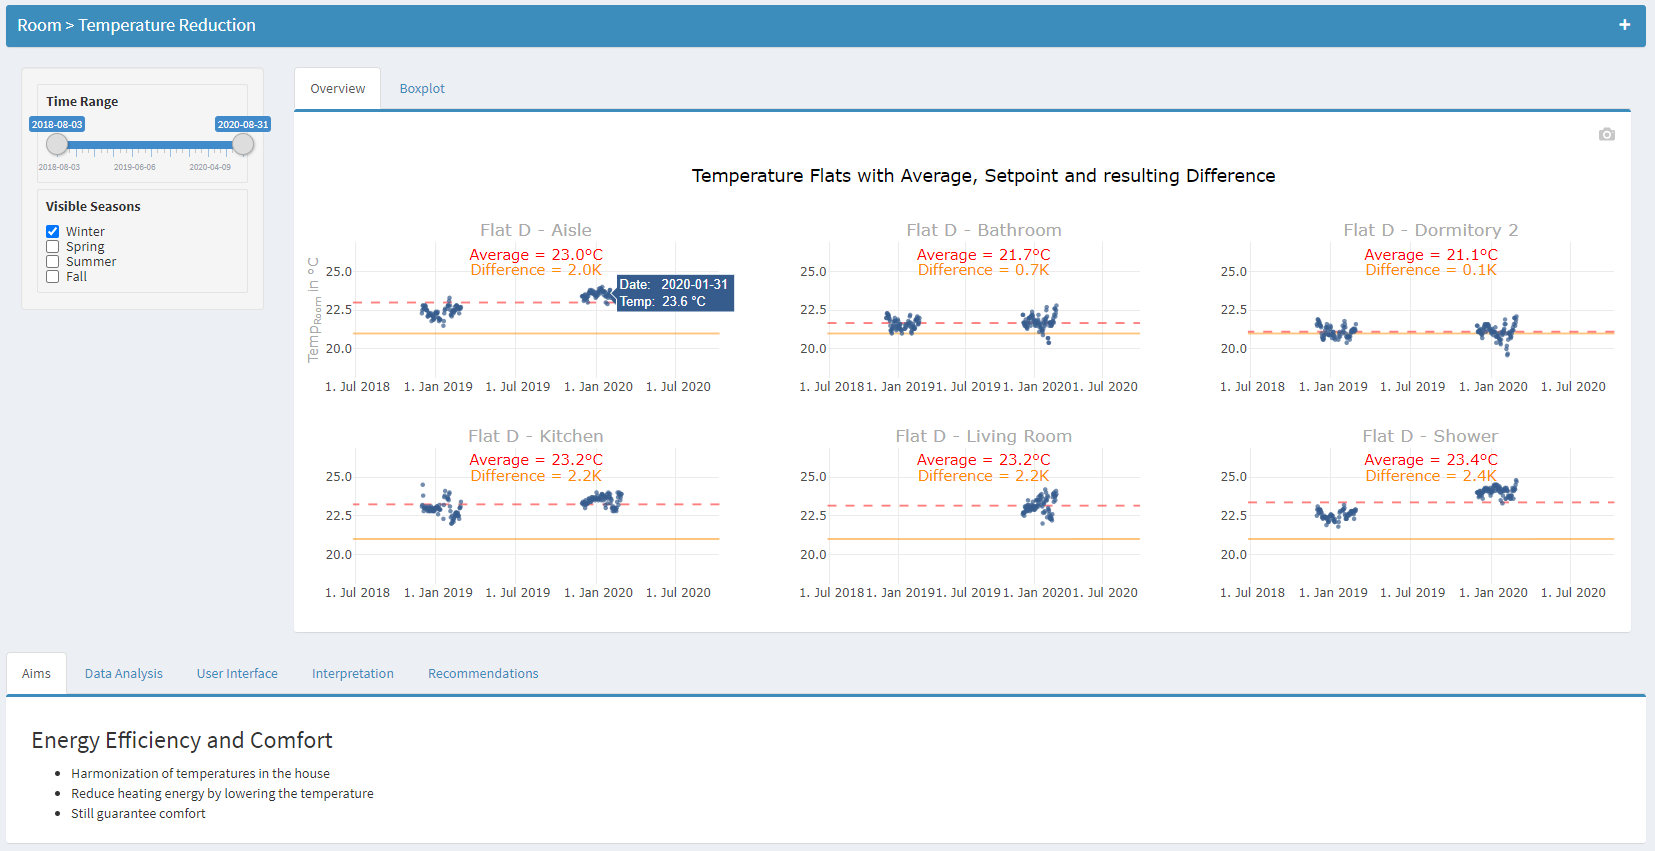 Room > Temperature Reduction
+
Time Range
2018-08-03 2020-08-31
2018-08-03 2019-06-06 2020-04-09
Visible Seasons
Winter
Spring
Summer
Fall
Overview Boxplot
Temperature Flats with Average, Setpoint and resulting Difference
Flat D - Aisle
Average = 23.0°C
Difference = 2.0K
Date: 2020-01-31
Temp: 23.6 °C
TempRoom in °C
25.0
22.5
20.0
1. Jul 2018 1. Jan 2019 1. Jul 2019 1. Jan 2020 1. Jul 2020
Flat D - Bathroom
Average = 21.7°C
Difference = 0.7K
25.0
22.5
20.0
1. Jul 2018 1. Jan 2019 1. Jul 2019 1. Jan 2020 1. Jul 2020
Flat D - Dormitory 2
Average = 21.1°C
Difference = 0.1K
25.0
22.5
20.0
1. Jul 2018 1. Jan 2019 1. Jul 2019 1. Jan 2020 1. Jul 2020
Flat D - Kitchen
Average = 23.2°C
Difference = 2.2K
25.0
22.5
20.0
1. Jul 2018 1. Jan 2019 1. Jul 2019 1. Jan 2020 1. Jul 2020
Flat D - Living Room
Average = 23.2°C
Difference = 2.2K
25.0
22.5
20.0
1. Jul 2018 1. Jan 2019 1. Jul 2019 1. Jan 2020 1. Jul 2020
Flat D - Shower
Average = 23.4°C
Difference = 2.4K
25.0
22.5
20.0
1. Jul 2018 1. Jan 2019 1. Jul 2019 1. Jan 2020 1. Jul 2020
Aims Data Analysis User Interface Interpretation Recommendations
Energy Efficiency and Comfort
• Harmonization of temperatures in the house
• Reduce heating energy by lowering the temperature
• Still guarantee comfort